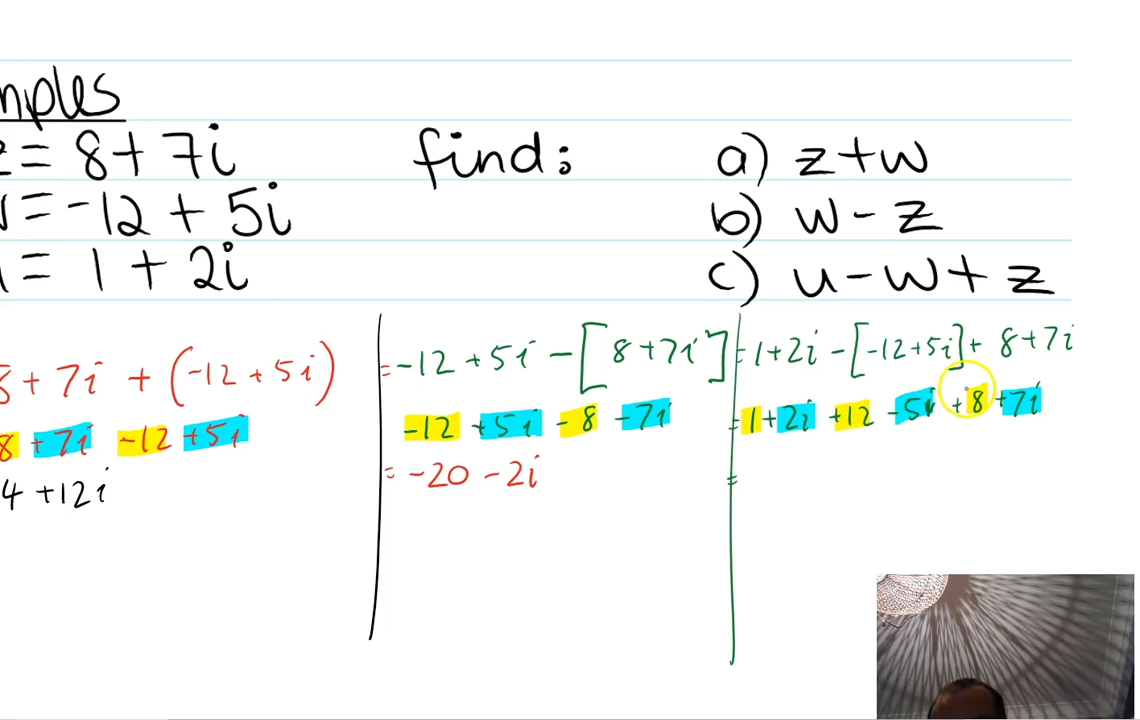 mples
z = 8 + 7i
find:
a) z + w
= -12 + 5i
b) w - z
= 1 + 2i
c) u - w + z
8 + 7i + (-12 + 5i)
8 + 7i -12 + 5i
4 + 12i
= -12 + 5i - [8 + 7i]
-12 + 5i - 8 - 7i
= -20 - 2i
= 1 + 2i - [-12 + 5i] + 8 + 7i
= 1 + 2i + 12 - 5i + 8 + 7i
=